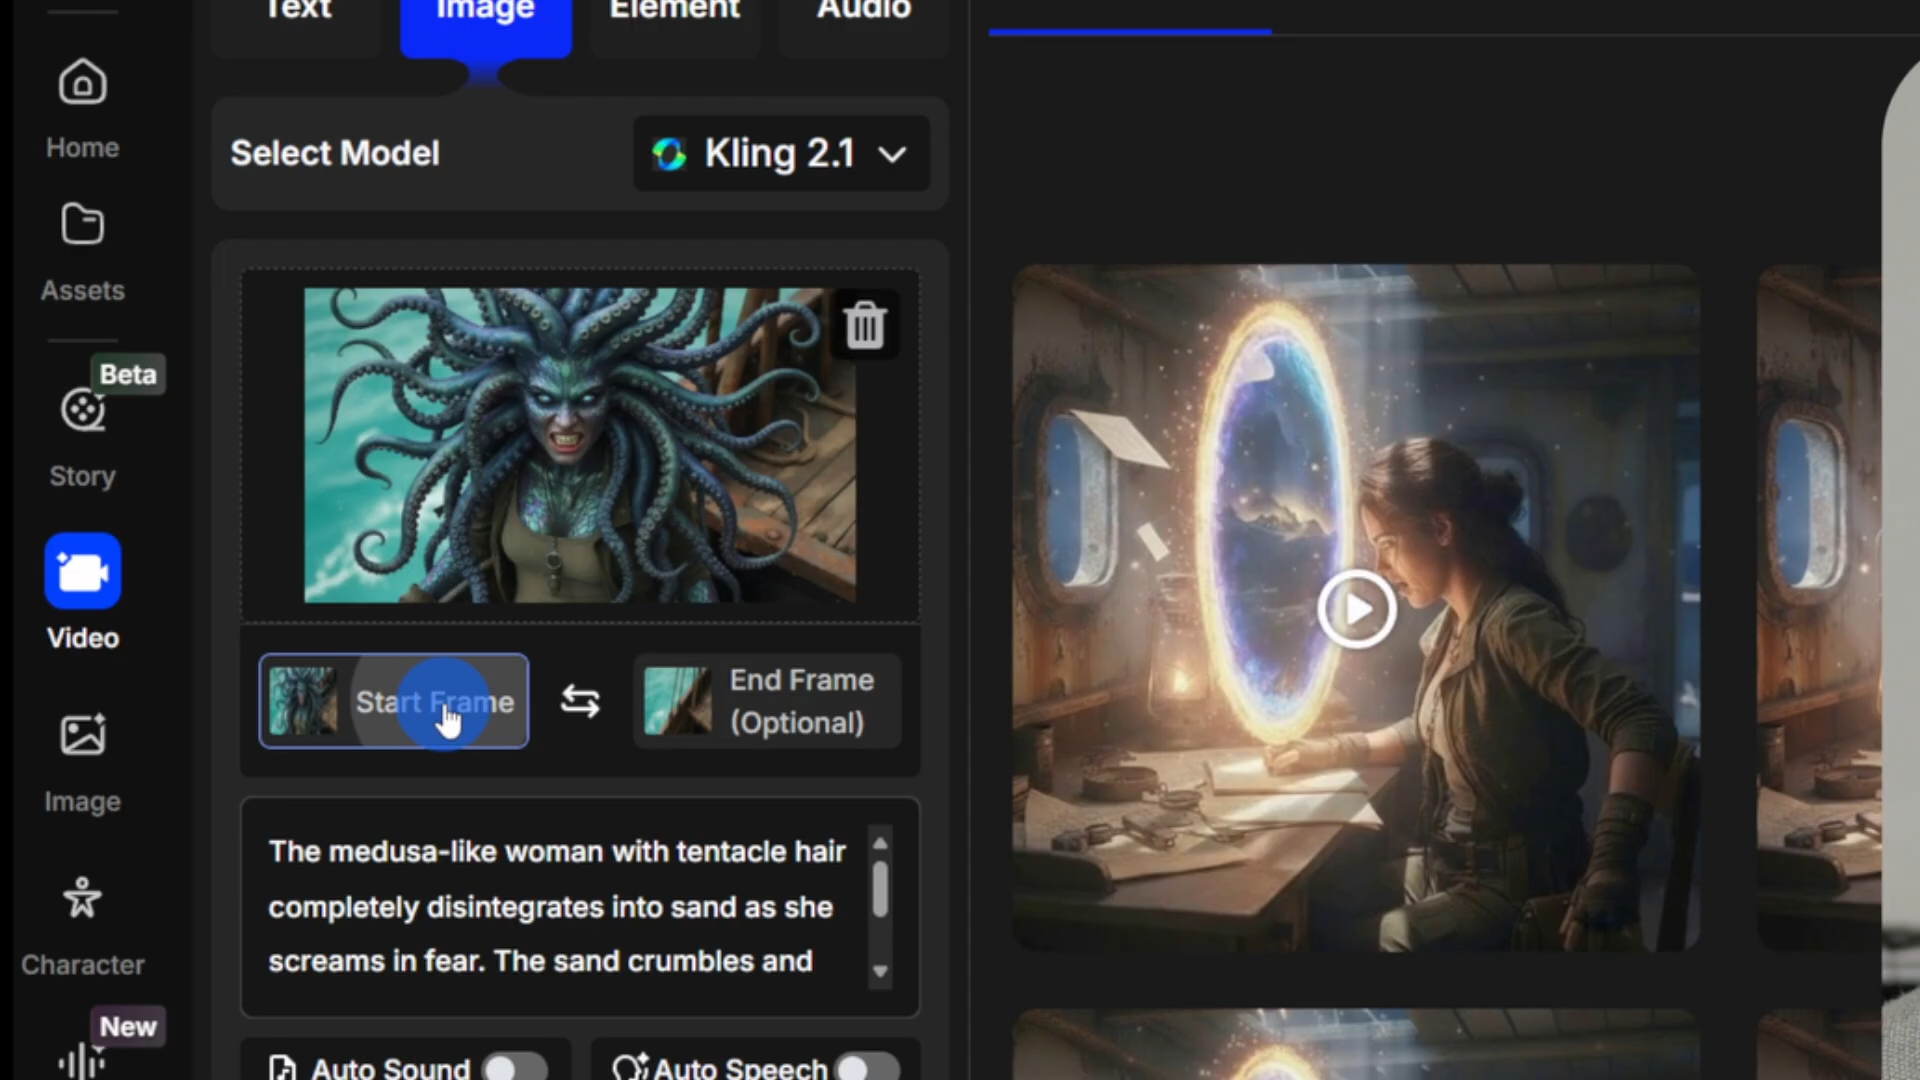 Text
Image
Element
Audio
Home
Select Model
Kling 2.1
Assets
Beta
Story
Video
Start Frame
End Frame
(Optional)
Image
The medusa-like woman with tentacle hair
completely disintegrates into sand as she
screams in fear. The sand crumbles and
Character
New
Auto Sound
Auto Speech